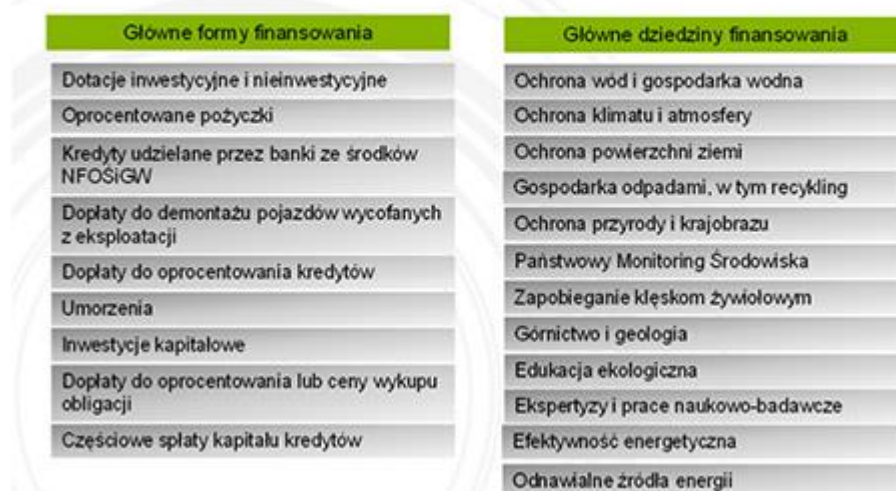 Główne formy finansowania
Dotacje inwestycyjne i nieinwestycyjne
Oprocentowane pożyczki
Kredyty udzielane przez banki ze środków
NFOŚiGW
Dopłaty do demontażu pojazdów wycofanych
z eksploatacji
Dopłaty do oprocentowania kredytów
Umorzenia
Inwestycje kapitałowe
Dopłaty do oprocentowania lub ceny wykupu
obligacji
Częściowe spłaty kapitału kredytów
Główne dziedziny finansowania
Ochrona wód i gospodarka wodna
Ochrona klimatu i atmosfery
Ochrona powierzchni ziemi
Gospodarka odpadami, w tym recykling
Ochrona przyrody i krajobrazu
Państwowy Monitoring Środowiska
Zapobieganie klęskom żywiołowym
Górnictwo i geologia
Edukacja ekologiczna
Ekspertyzy i prace naukowo-badawcze
Efektywność energetyczna
Odnawialne źródła energii